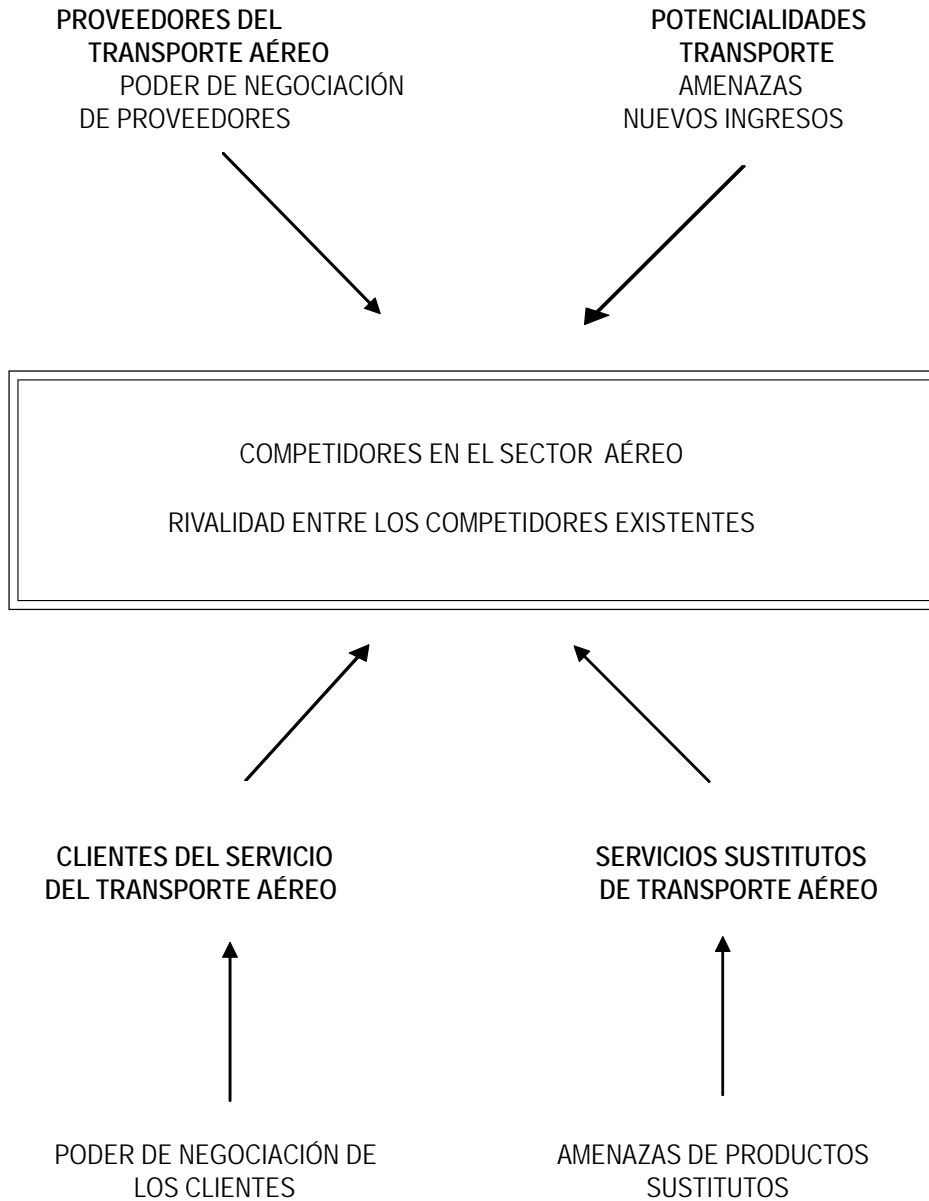 PROVEEDORES DEL
TRANSPORTE AÉREO
PODER DE NEGOCIACIÓN
DE PROVEEDORES
POTENCIALIDADES
TRANSPORTE
AMENAZAS
NUEVOS INGRESOS
COMPETIDORES EN EL SECTOR AÉREO
RIVALIDAD ENTRE LOS COMPETIDORES EXISTENTES
CLIENTES DEL SERVICIO
DEL TRANSPORTE AÉREO
SERVICIOS SUSTITUTOS
DE TRANSPORTE AÉREO
PODER DE NEGOCIACIÓN DE
LOS CLIENTES
AMENAZAS DE PRODUCTOS
SUSTITUTOS